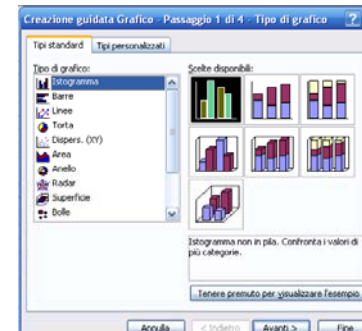 Creazione guidata Grafico - Passaggio 1 di 4 - Tipo di grafico
Tipi standard Tipi personalizzati
Tipo di grafico:
Istogramma
Barre
Linee
Torta
Dispers. (XY)
Area
Anello
Radar
Superficie
Bolle
Scelte disponibili:
Istogramma non in pila. Confronta i valori di
più categorie.
Tenere premuto per visualizzare l'esempio
Annulla < Indietro Avanti > Fine